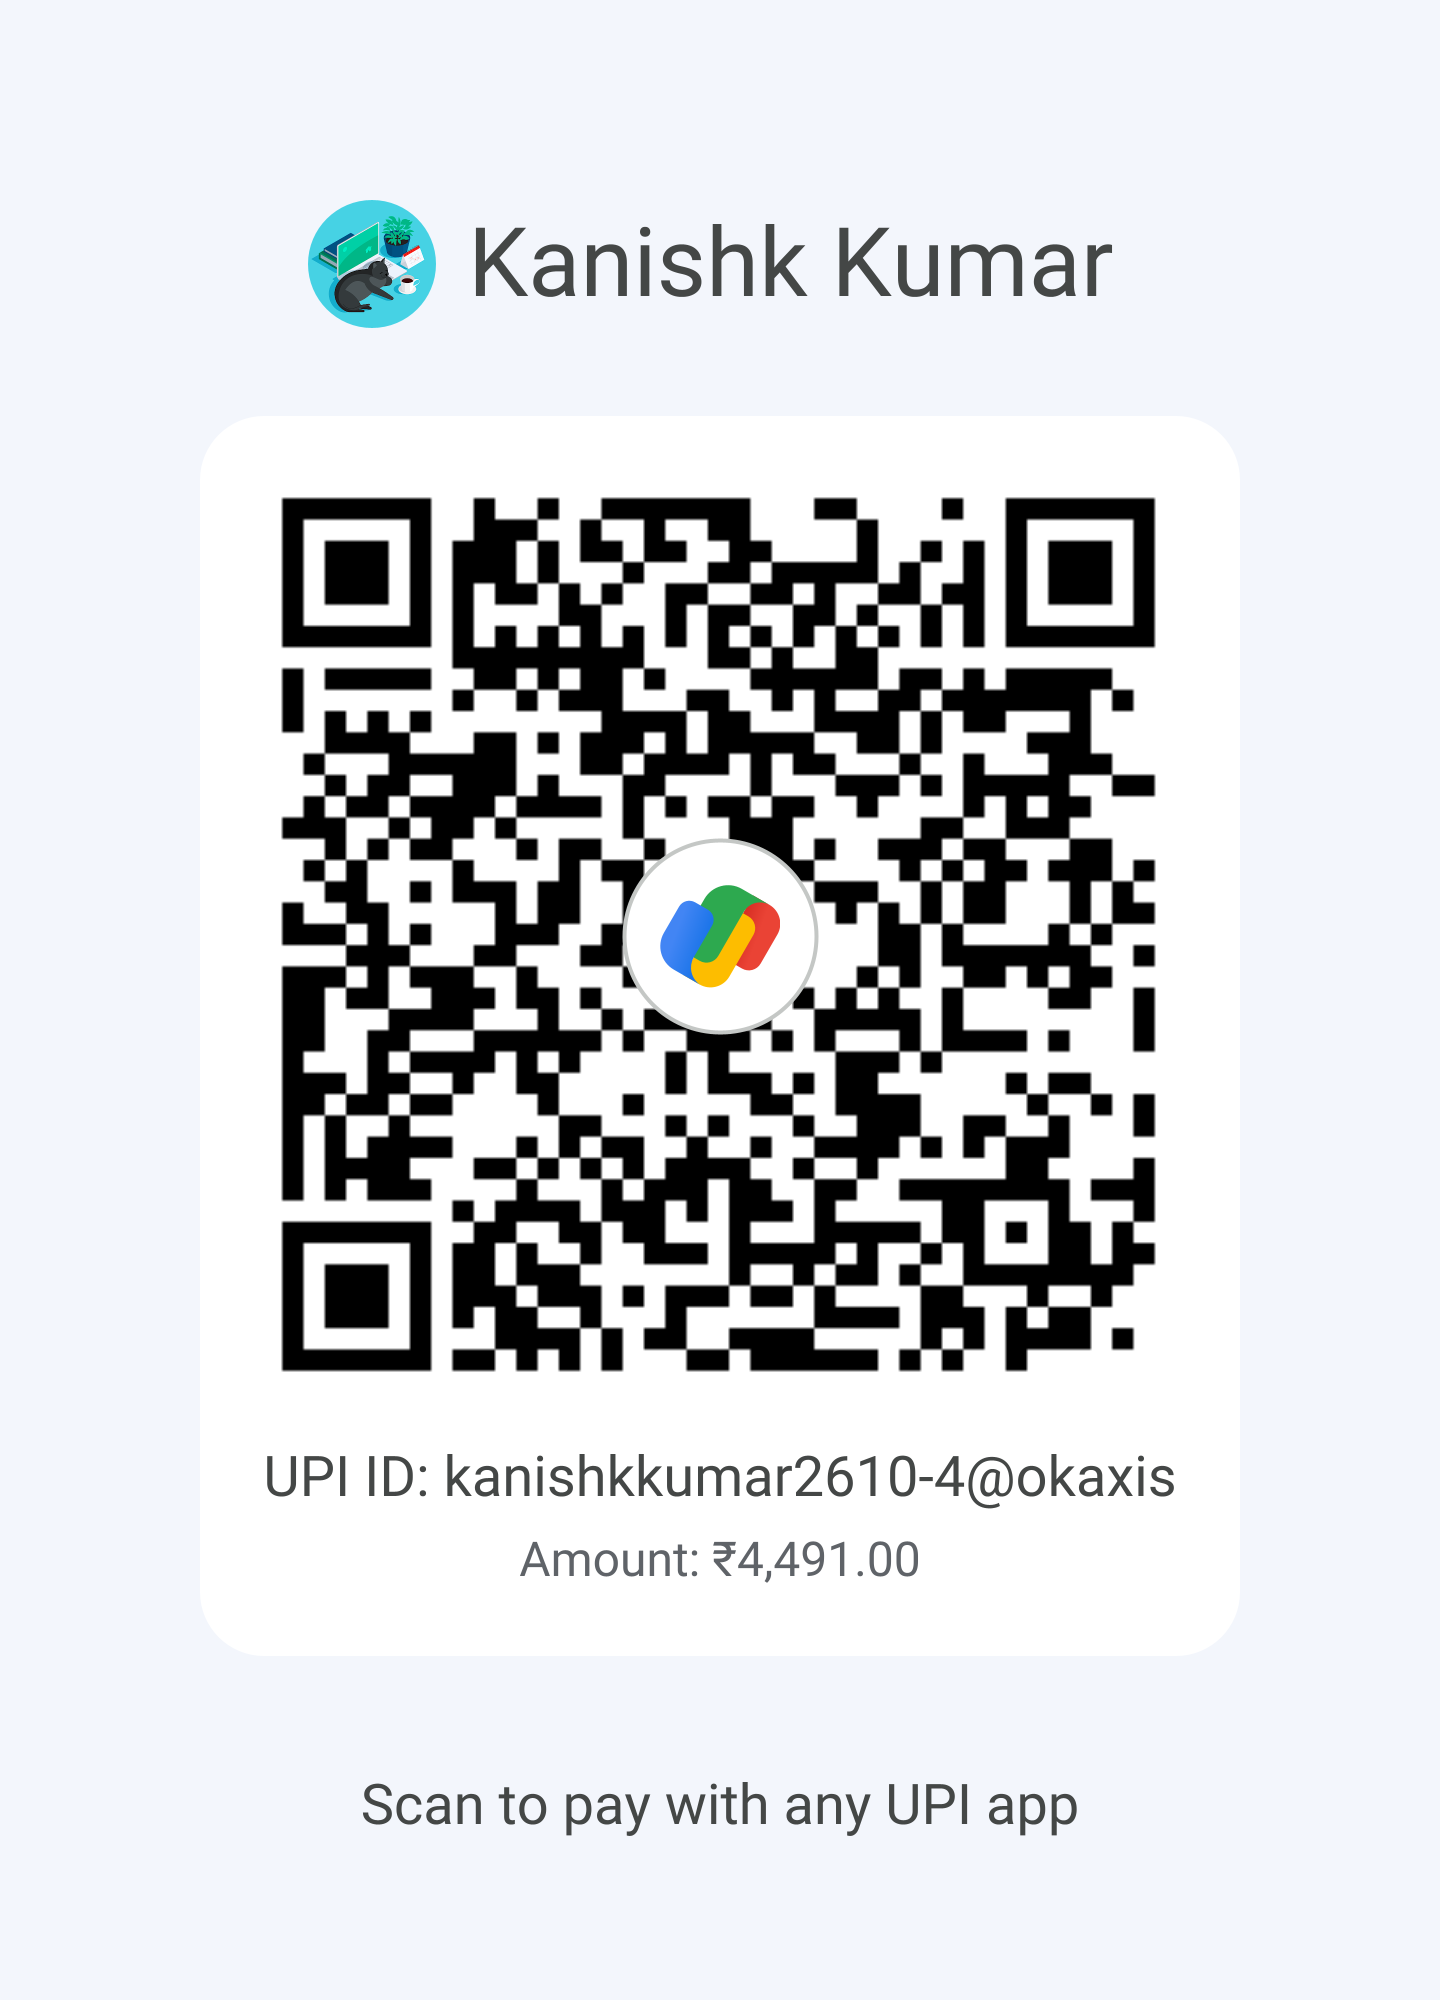 Kanishk Kumar
UPI ID: kanishkkumar2610-4@okaxis
Amount: ₹4,491.00
Scan to pay with any UPI app